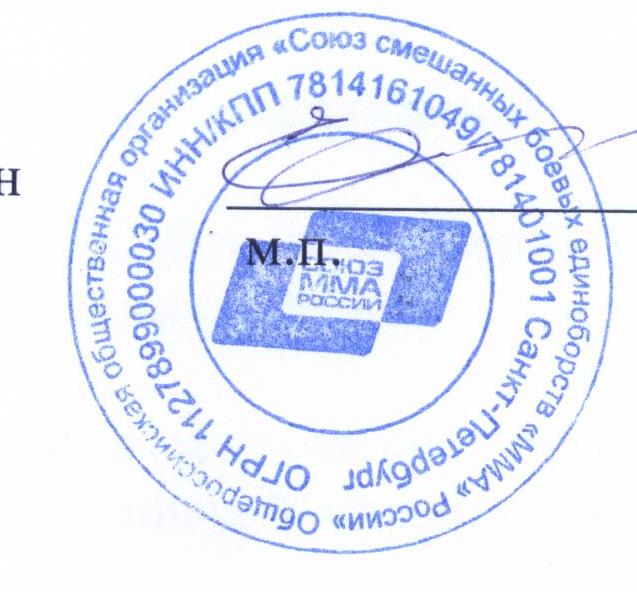 Общероссийская общественная организация «Союз смешанных боевых единоборств «ММА» России»
ОГРН 1127899000030 ИНН/КПП 7814161049/781401001 Санкт-Петербург
Н
М.П.
СОЮЗ
ММА
РОССИИ